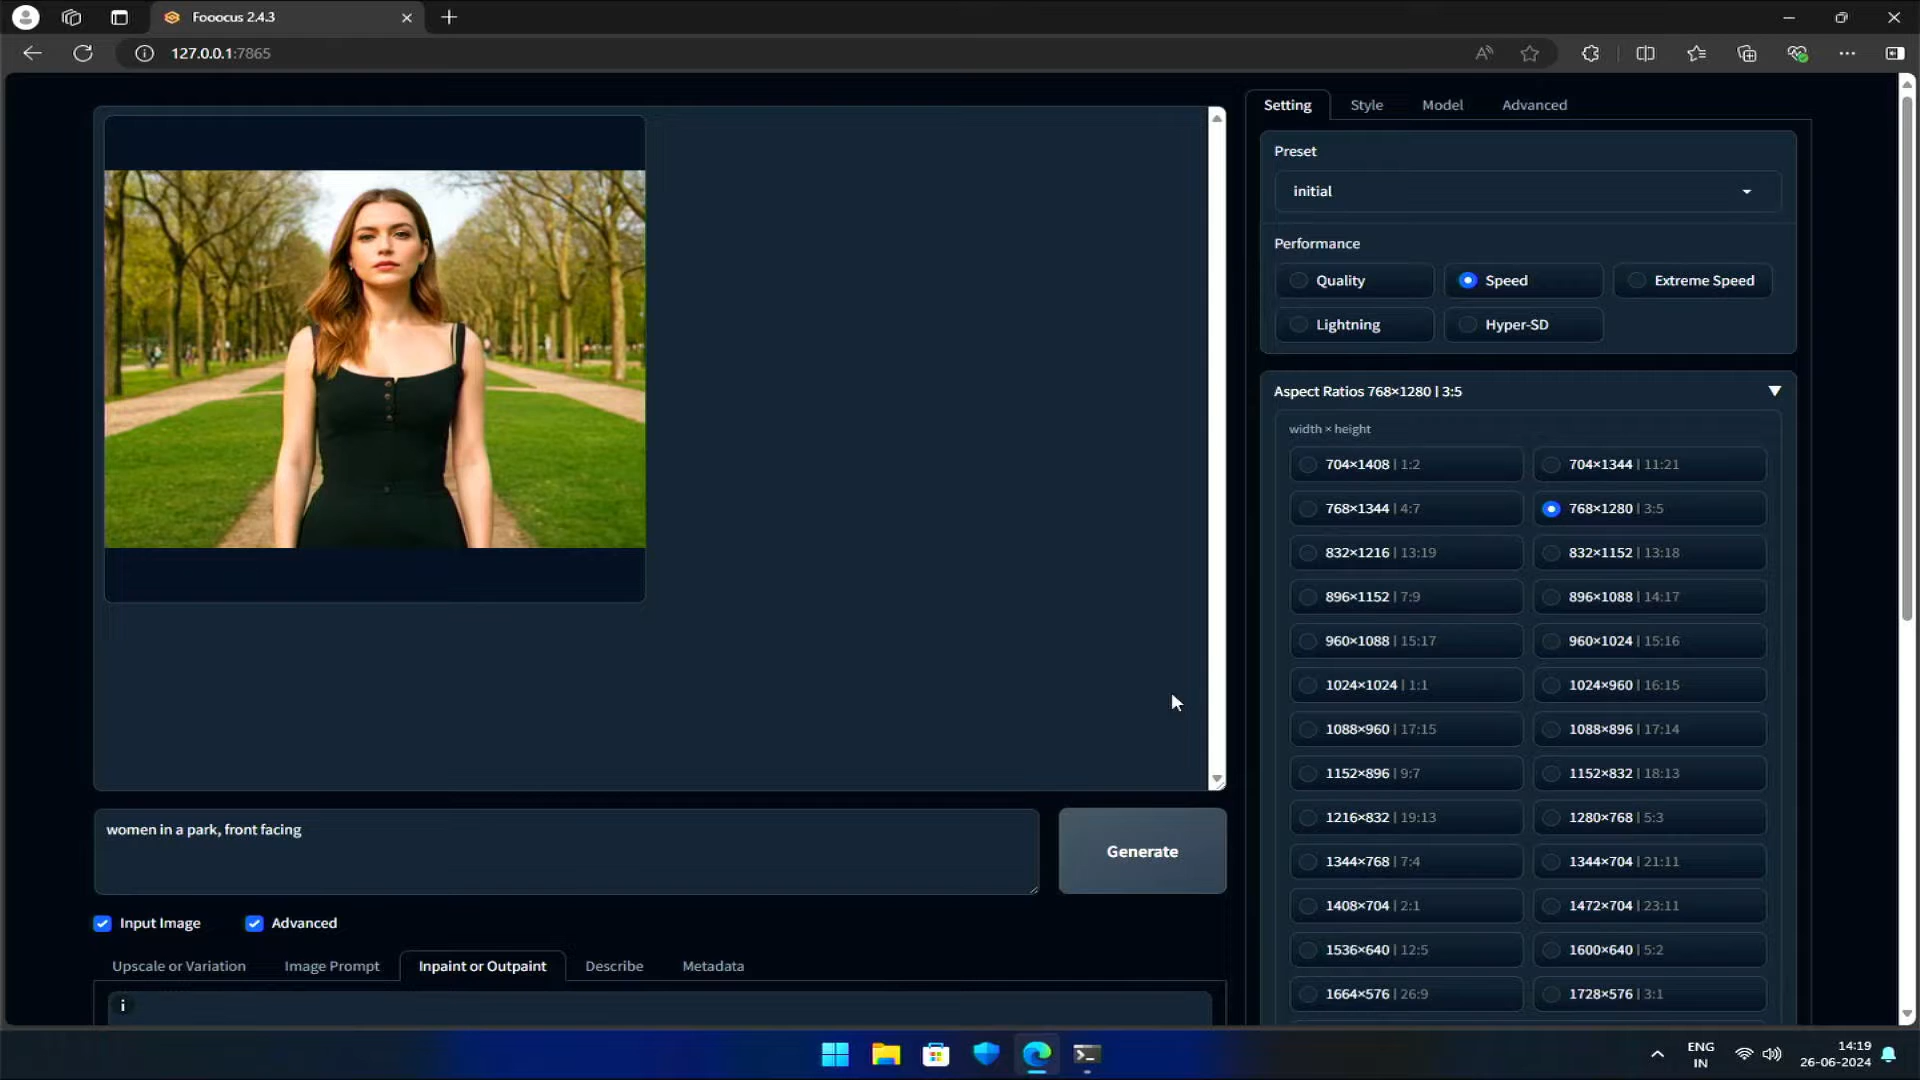 Fooocus 2.4.3
127.0.0.1:7865
Setting Style Model Advanced
Preset
initial
Performance
Quality Speed Extreme Speed
Lightning Hyper-SD
Aspect Ratios 768×1280 | 3:5
width × height
704×1408 | 1:2 704×1344 | 11:21
768×1344 | 4:7 768×1280 | 3:5
832×1216 | 13:19 832×1152 | 13:18
896×1152 | 7:9 896×1088 | 14:17
960×1088 | 15:17 960×1024 | 15:16
1024×1024 | 1:1 1024×960 | 16:15
1088×960 | 17:15 1088×896 | 17:14
1152×896 | 9:7 1152×832 | 18:13
1216×832 | 19:13 1280×768 | 5:3
1344×768 | 7:4 1344×704 | 21:11
1408×704 | 2:1 1472×704 | 23:11
1536×640 | 12:5 1600×640 | 5:2
1664×576 | 26:9 1728×576 | 3:1
women in a park, front facing
Generate
Input Image Advanced
Upscale or Variation Image Prompt Inpaint or Outpaint Describe Metadata
ENG
IN
14:19
26-06-2024